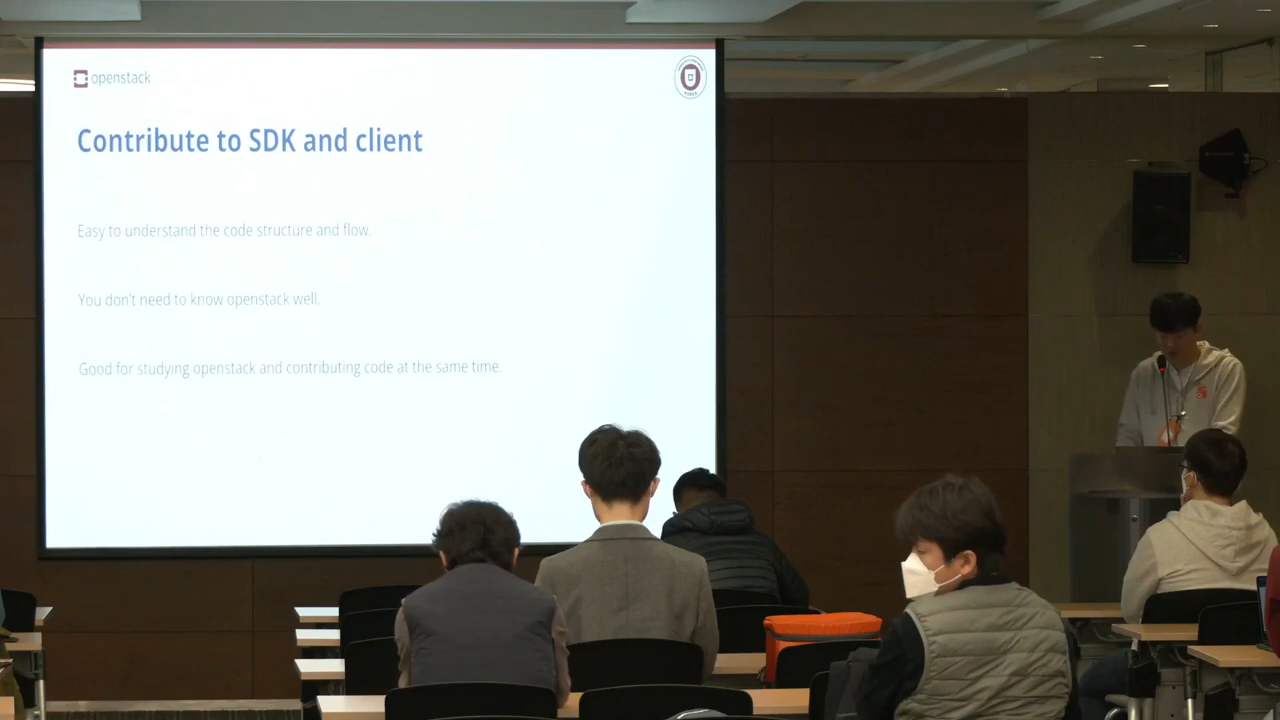 openstack
Contribute to SDK and client
Easy to understand the code structure and flow.
You don't need to know openstack well.
Good for studying openstack and contributing code at the same time.